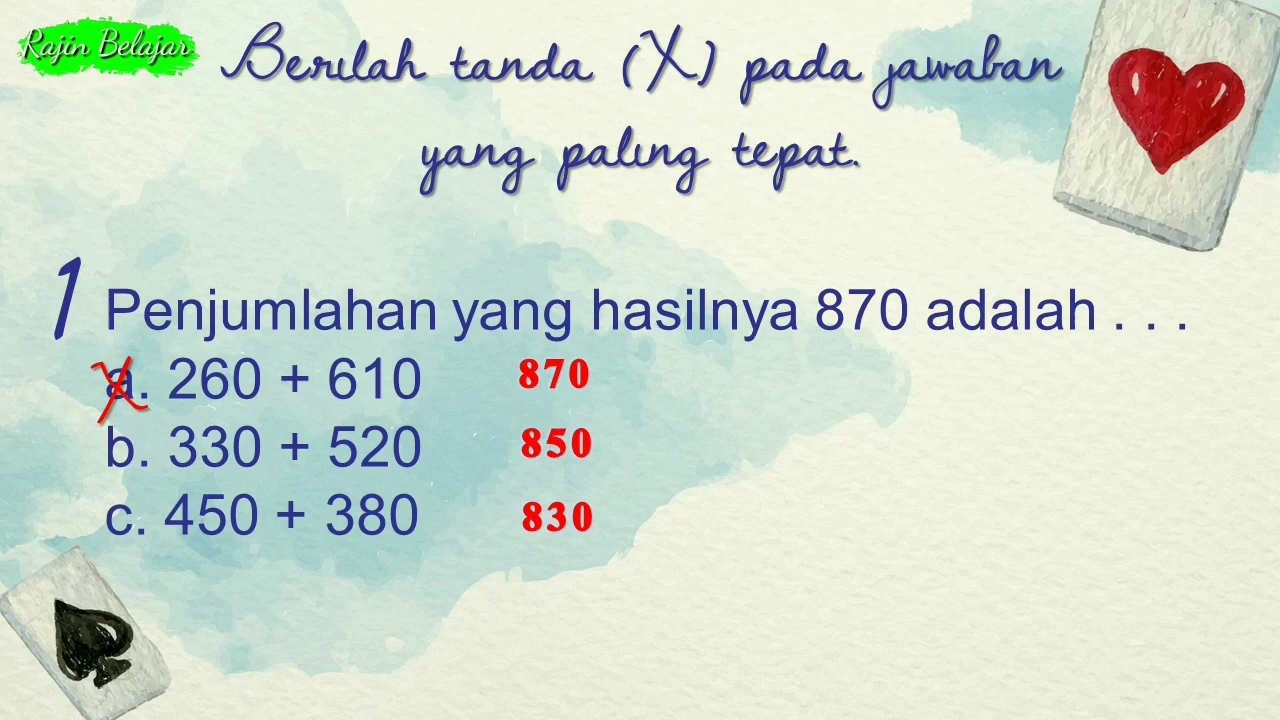 Rajin Belajar
Berilah tanda (X) pada jawaban
yang paling tepat.
1 Penjumlahan yang hasilnya 870 adalah . . .
X a. 260 + 610 870
b. 330 + 520 850
c. 450 + 380 830